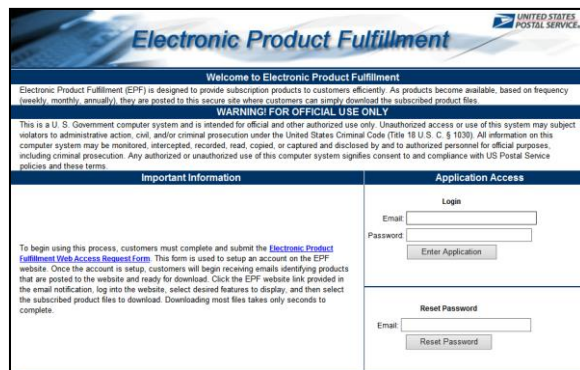 UNITED STATES
POSTAL SERVICE®
Electronic Product Fulfillment
Welcome to Electronic Product Fulfillment
Electronic Product Fulfillment (EPF) is designed to provide subscription products to customers efficiently. As products become available, based on frequency
(weekly, monthly, annually), they are posted to this secure site where customers can simply download the subscribed product files.
WARNING! FOR OFFICIAL USE ONLY
This is a U. S. Government computer system and is intended for official and other authorized use only. Unauthorized access or use of this system may subject
violators to administrative action, civil, and/or criminal prosecution under the United States Criminal Code (Title 18 U.S. C. § 1030). All information on this
computer system may be monitored, intercepted, recorded, read, copied, or captured and disclosed by and to authorized personnel for official purposes,
including criminal prosecution. Any authorized or unauthorized use of this computer system signifies consent to and compliance with US Postal Service
policies and these terms.
Important Information
To begin using this process, customers must complete and submit the Electronic Product
Fulfillment Web Access Request Form. This form is used to setup an account on the EPF
website. Once the account is setup, customers will begin receiving emails identifying products
that are posted to the website and ready for download. Click the EPF website link provided in
the email notification, log into the website, select desired features to display, and then select
the subscribed product files to download. Downloading most files takes only seconds to
complete.
Application Access
Login
Email:
Password:
Enter Application
Reset Password
Email:
Reset Password